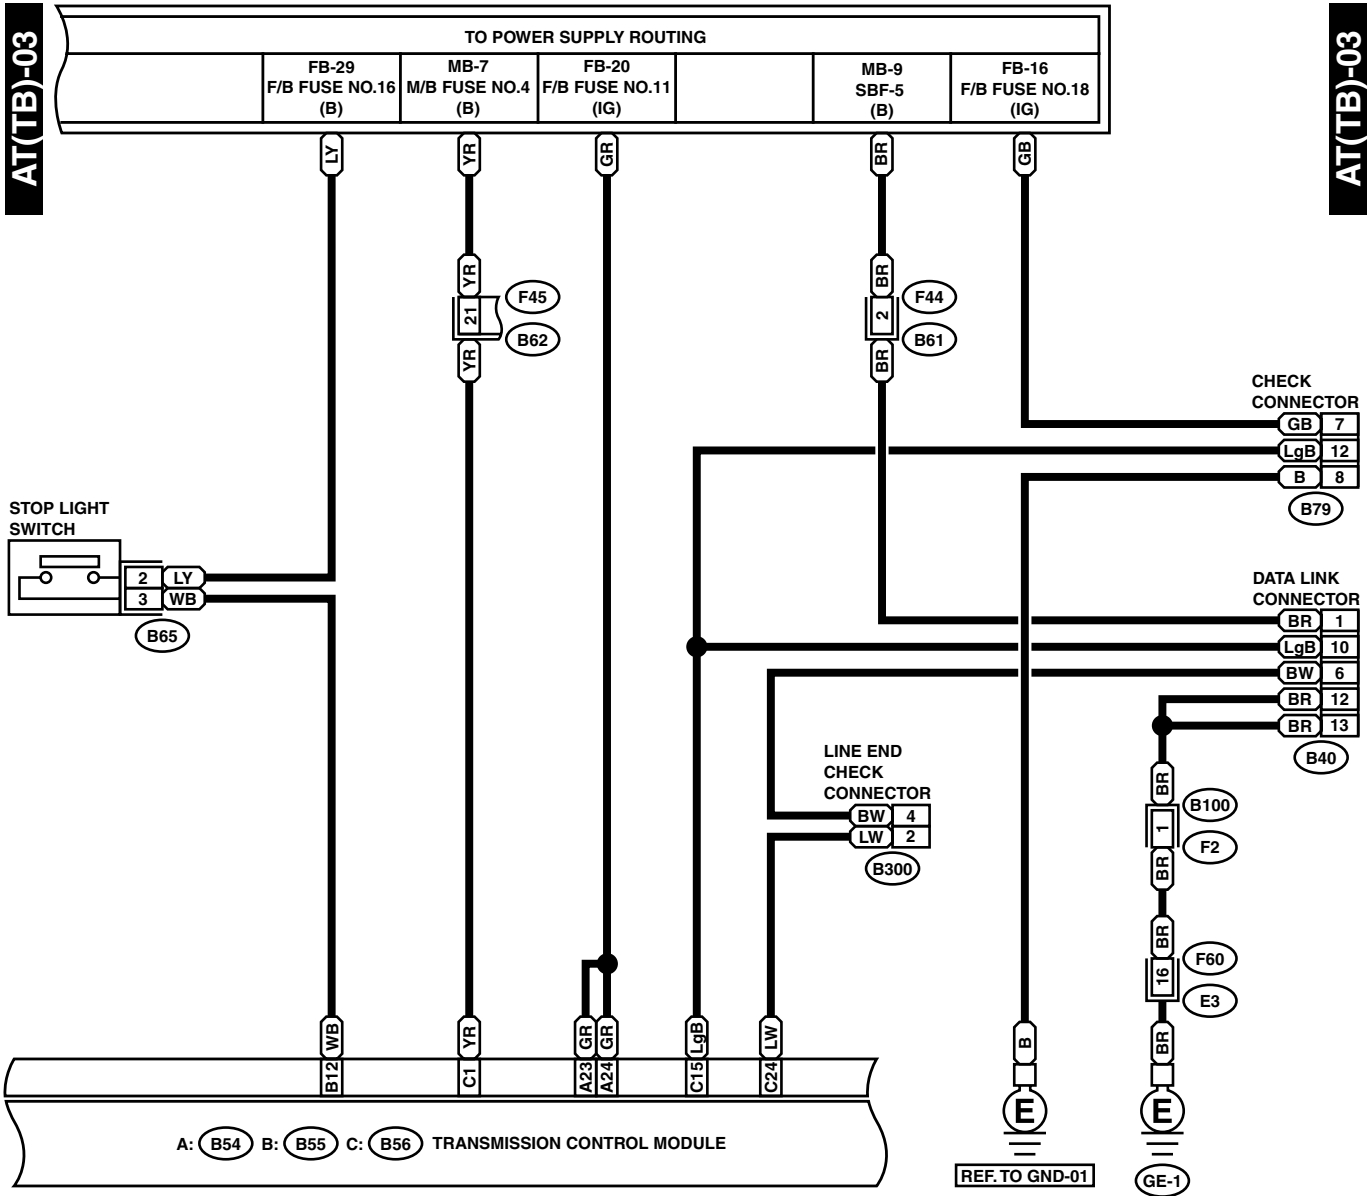 AT(TB)-03
AT(TB)-03
TO POWER SUPPLY ROUTING
FB-29
F/B FUSE NO.16
(B)
MB-7
M/B FUSE NO.4
(B)
FB-20
F/B FUSE NO.11
(IG)
MB-9
SBF-5
(B)
FB-16
F/B FUSE NO.18
(IG)
LY
YR
GR
BR
GB
YR
21
YR
F45
B62
BR
2
BR
F44
B61
CHECK
CONNECTOR
GB 7
LgB 12
B 8
B79
STOP LIGHT
SWITCH
2 LY
3 WB
B65
DATA LINK
CONNECTOR
BR 1
LgB 10
BW 6
BR 12
BR 13
B40
LINE END
CHECK
CONNECTOR
BW 4
LW 2
B300
BR
1
BR
B100
F2
BR
16
BR
F60
E3
WB
YR
GR
GR
LgB
LW
B
B12
C1
A23
A24
C15
C24
E
E
A: B54 B: B55 C: B56 TRANSMISSION CONTROL MODULE
REF. TO GND-01
GE-1